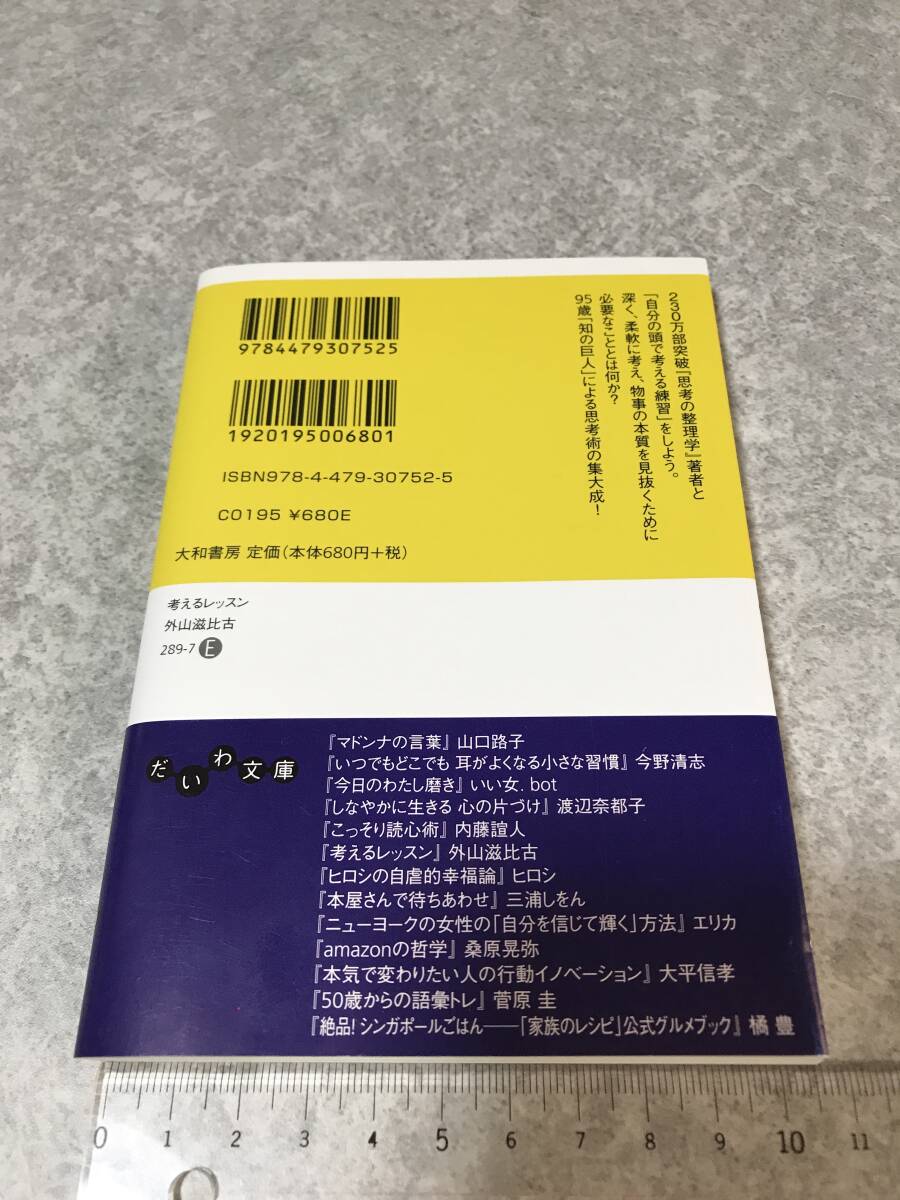 230万部突破『思考の整理学』著者と
「自分の頭で考える練習」をしよう。
深く、柔軟に考え、物事の本質を見抜くために
必要なこととは何か?
95歳「知の巨人」による思考術の集大成!
9784479307525
1920195006801
ISBN978-4-479-30752-5
C0195 ¥680E
大和書房 定価(本体680円+税)
考えるレッスン
外山滋比古
289-7 E
だいわ文庫
『マドンナの言葉』 山口路子
『いつでもどこでも 耳がよくなる小さな習慣』 今野清志
『今日のわたし磨き』 いい女. bot
『しなやかに生きる 心の片づけ』 渡辺奈都子
『こっそり読心術』 内藤誼人
『考えるレッスン』 外山滋比古
『ヒロシの自虐的幸福論』 ヒロシ
『本屋さんで待ちあわせ』 三浦しをん
『ニューヨークの女性の「自分を信じて輝く」方法』 エリカ
『amazonの哲学』 桑原晃弥
『本気で変わりたい人の行動イノベーション』 大平信孝
『50歳からの語彙トレ』 菅原 圭
『絶品! シンガポールごはん――「家族のレシピ」公式グルメブック』 橘 豊
0 1 2 3 4 5 6 7 8 9 10 11